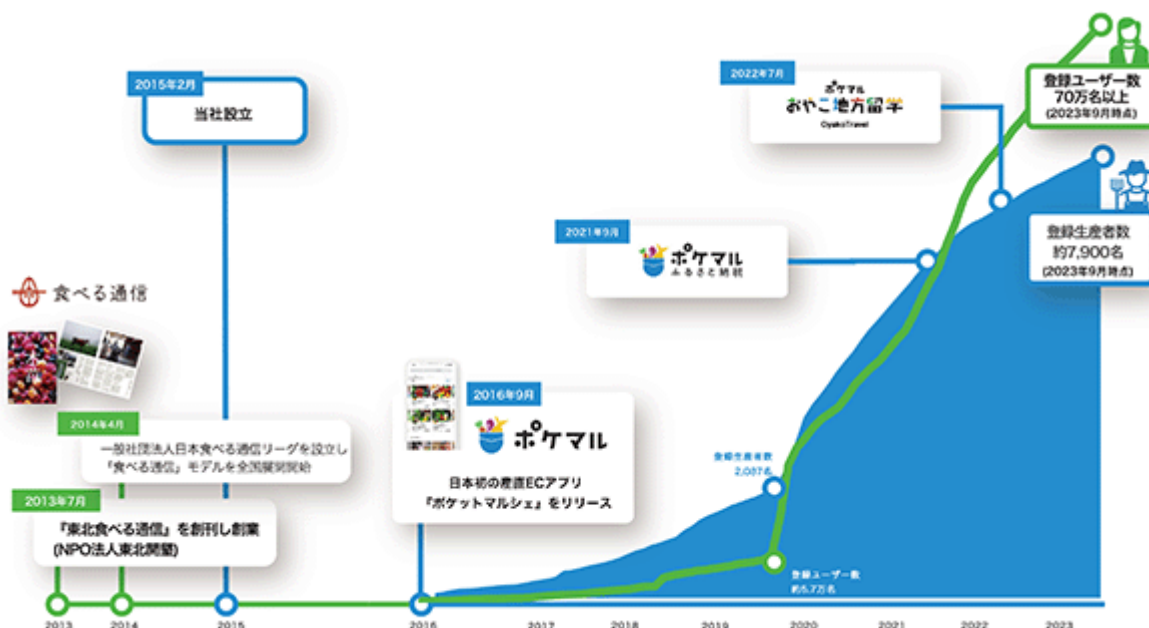 2015年2月
当社設立
食べる通信
2014年4月
一般社団法人日本食べる通信リーグを設立し
「食べる通信」モデルを全国展開開始
2013年7月
『東北食べる通信』を創刊し創業
(NPO法人東北開墾)
2016年9月
ポケマル
日本初の産直ECアプリ
『ポケットマルシェ』をリリース
2021年9月
ポケマル
ふるさと納税
2022年7月
ポケマル
おやこ地方留学
OyakoTravel
登録ユーザー数
70万名以上
(2023年9月時点)
登録生産者数
約7,900名
(2023年9月時点)
登録生産者数
2,087名
登録ユーザー数
約5.7万名
2013
2014
2015
2016
2017
2018
2019
2020
2021
2022
2023